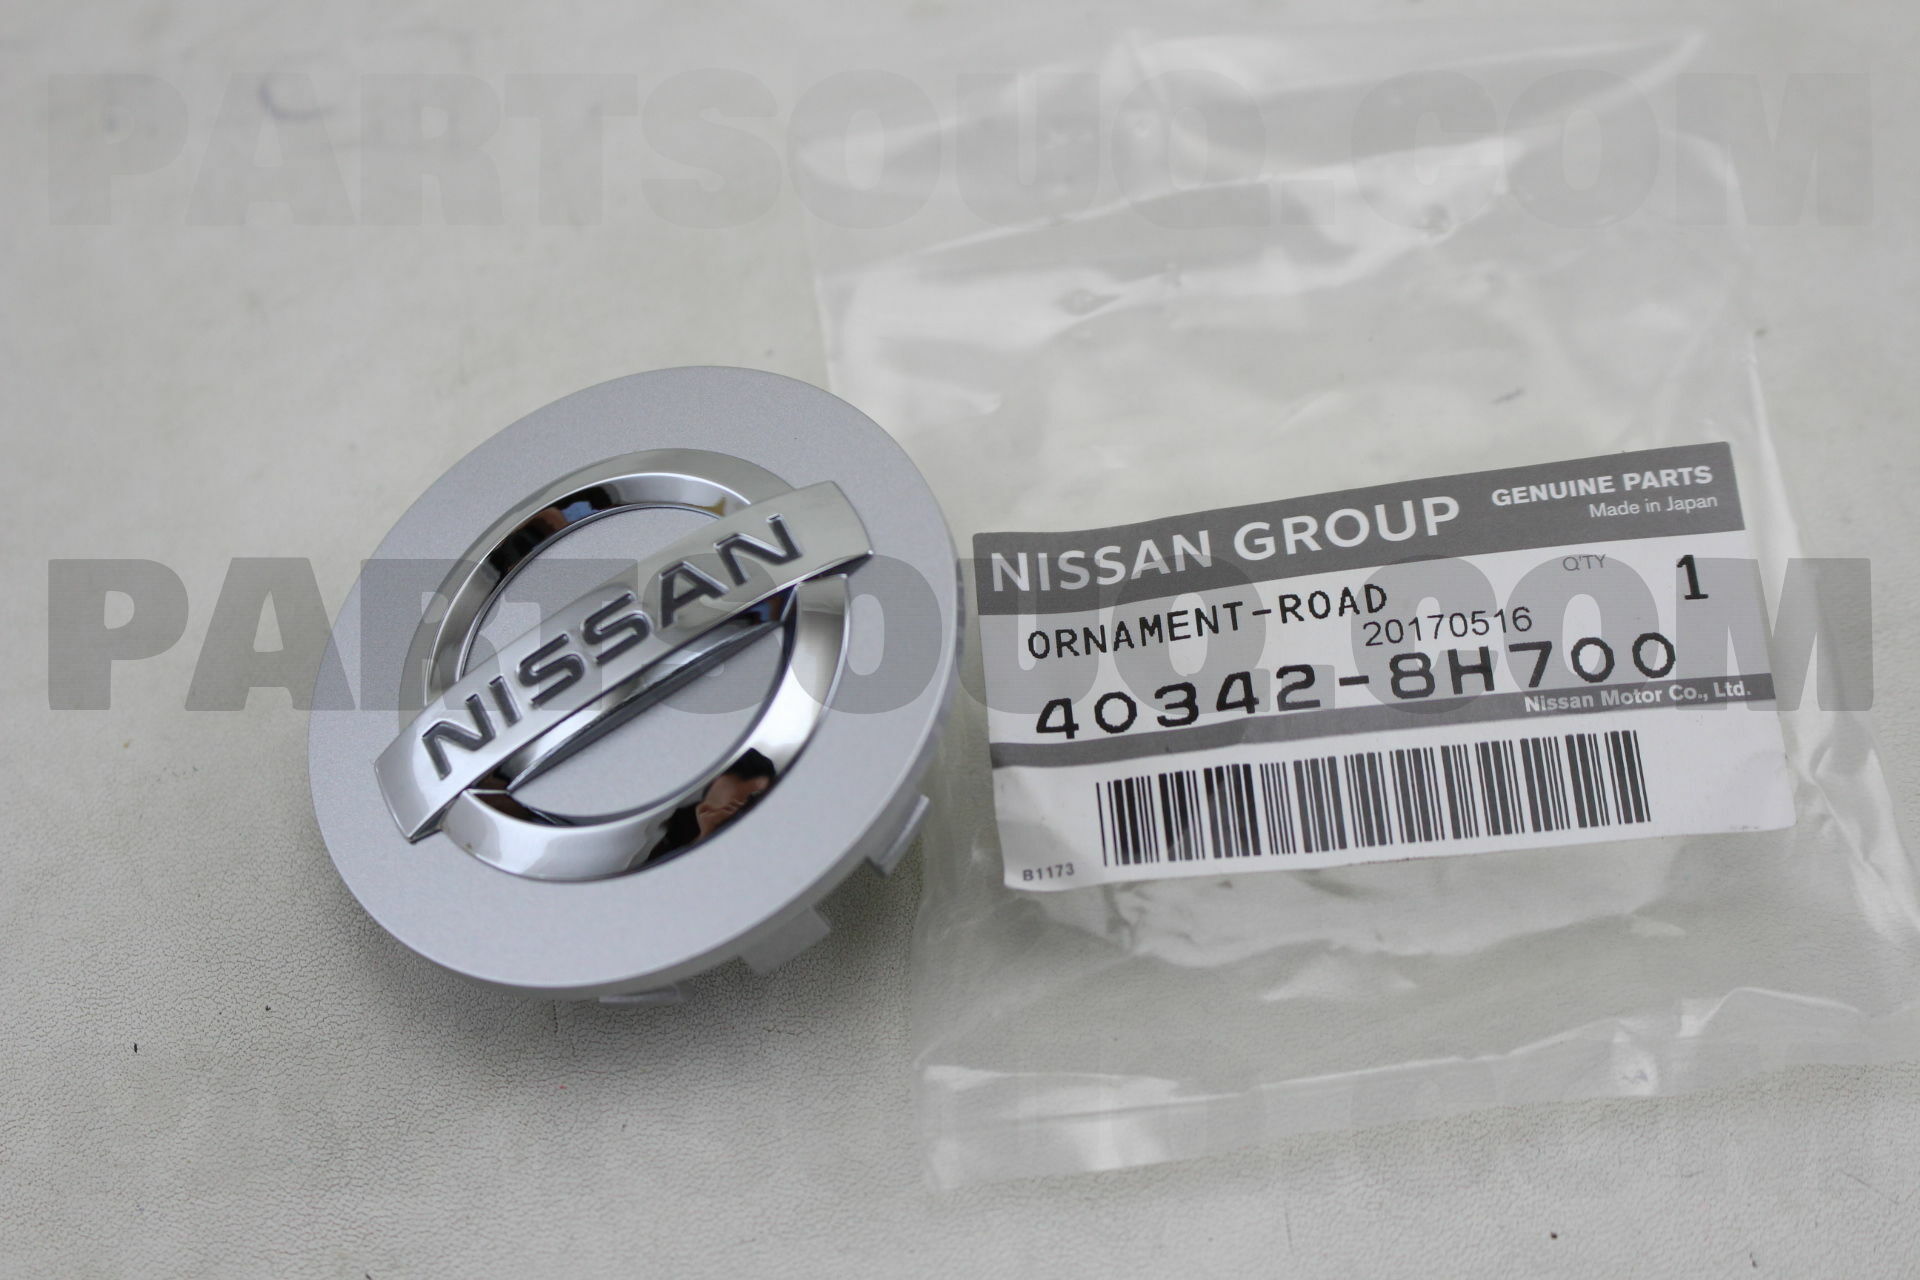 PARTSOUQ.COM
NISSAN GROUP
GENUINE PARTS
Made in Japan
ORNAMENT-ROAD
Q'TY
1
20170516
40342-8H700
Nissan Motor Co., Ltd.
B1173
NISSAN
PARTSOUQ.COM